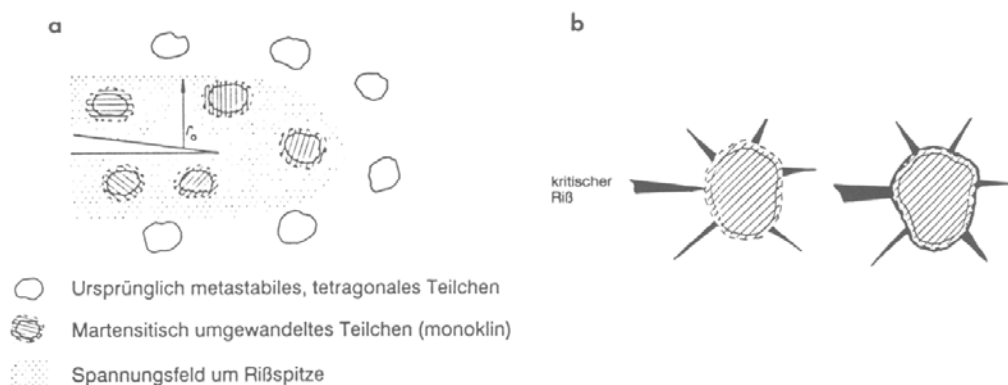 a
b
r₀
kritischer
Riß
Ursprünglich metastabiles, tetragonales Teilchen
Martensitisch umgewandeltes Teilchen (monoklin)
Spannungsfeld um Rißspitze